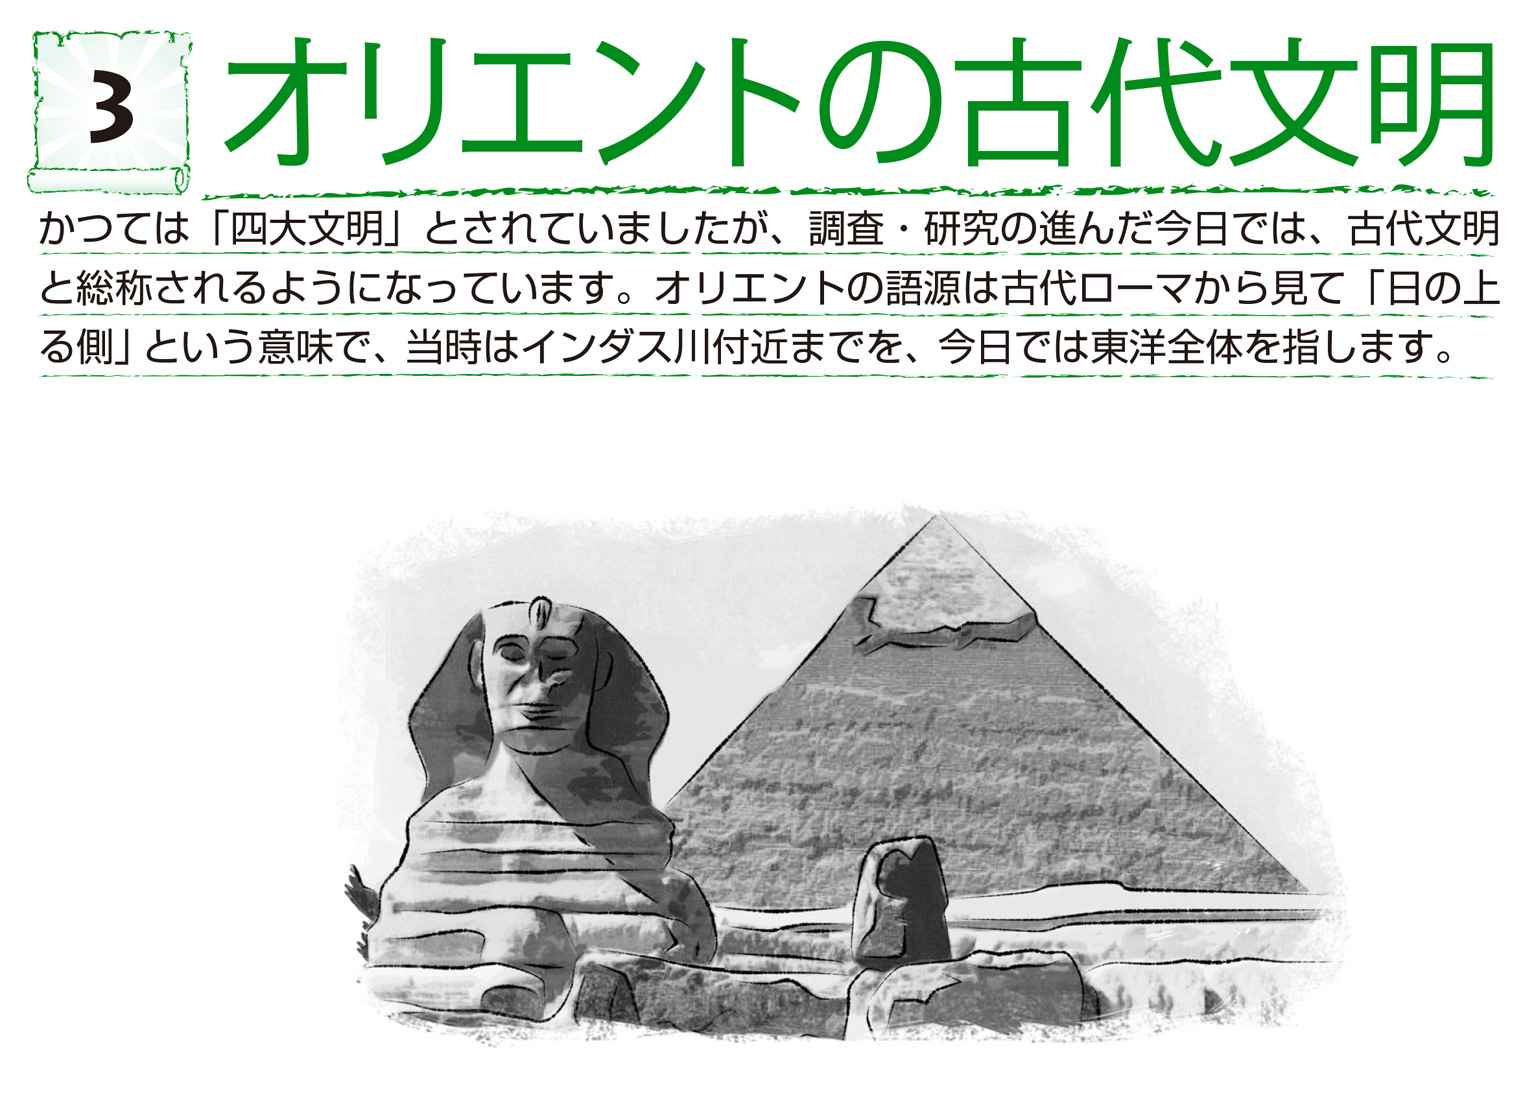 3
オリエントの古代文明
かつては「四大文明」とされていましたが、調査・研究の進んだ今日では、古代文明
と総称されるようになっています。オリエントの語源は古代ローマから見て「日の上
る側」という意味で、当時はインダス川付近までを、今日では東洋全体を指します。